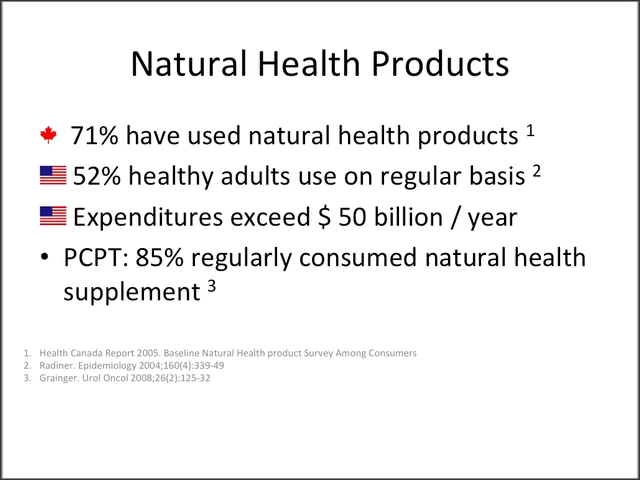 Natural Health Products
71% have used natural health products 1
52% healthy adults use on regular basis 2
Expenditures exceed $ 50 billion / year
• PCPT: 85% regularly consumed natural health
supplement 3
1. Health Canada Report 2005. Baseline Natural Health product Survey Among Consumers
2. Radiner. Epidemiology 2004;160(4):339-49
3. Grainger. Urol Oncol 2008;26(2):125-32